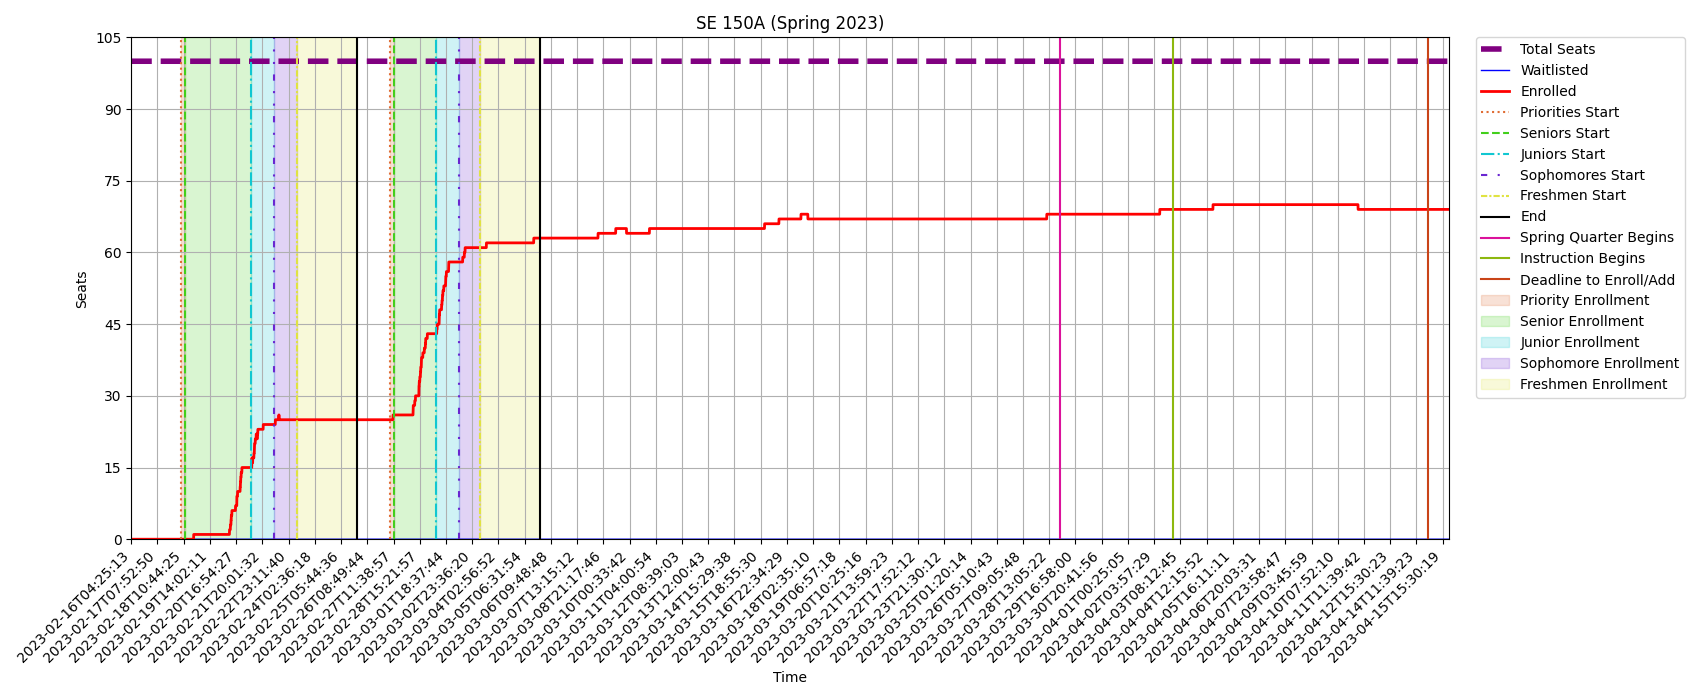 SE 150A (Spring 2023)
105
90
75
60
45
30
15
0
Seats
2023-02-16T04:25:13
2023-02-17T07:52:50
2023-02-18T10:44:25
2023-02-19T14:02:11
2023-02-20T16:54:27
2023-02-21T20:01:32
2023-02-22T23:11:40
2023-02-24T02:36:18
2023-02-25T05:44:36
2023-02-26T08:49:44
2023-02-27T11:38:57
2023-02-28T15:21:57
2023-03-01T18:37:44
2023-03-02T23:36:20
2023-03-04T02:56:52
2023-03-05T06:31:54
2023-03-06T09:48:48
2023-03-07T13:15:12
2023-03-08T21:17:46
2023-03-10T00:33:42
2023-03-11T04:00:54
2023-03-12T08:39:03
2023-03-13T12:00:43
2023-03-14T15:29:38
2023-03-15T18:55:30
2023-03-16T22:34:29
2023-03-18T02:35:10
2023-03-19T06:57:18
2023-03-20T10:25:16
2023-03-21T13:59:23
2023-03-22T17:52:12
2023-03-23T21:30:12
2023-03-25T01:20:14
2023-03-26T05:10:43
2023-03-27T09:05:48
2023-03-28T13:05:22
2023-03-29T16:58:00
2023-03-30T20:41:56
2023-04-01T00:25:05
2023-04-02T03:57:29
2023-04-03T08:12:45
2023-04-04T12:15:52
2023-04-05T16:11:11
2023-04-06T20:03:31
2023-04-07T23:58:47
2023-04-09T03:45:59
2023-04-10T07:52:10
2023-04-11T11:39:42
2023-04-12T15:30:23
2023-04-14T11:39:23
2023-04-15T15:30:19
Time
Total Seats
Waitlisted
Enrolled
Priorities Start
Seniors Start
Juniors Start
Sophomores Start
Freshmen Start
End
Spring Quarter Begins
Instruction Begins
Deadline to Enroll/Add
Priority Enrollment
Senior Enrollment
Junior Enrollment
Sophomore Enrollment
Freshmen Enrollment